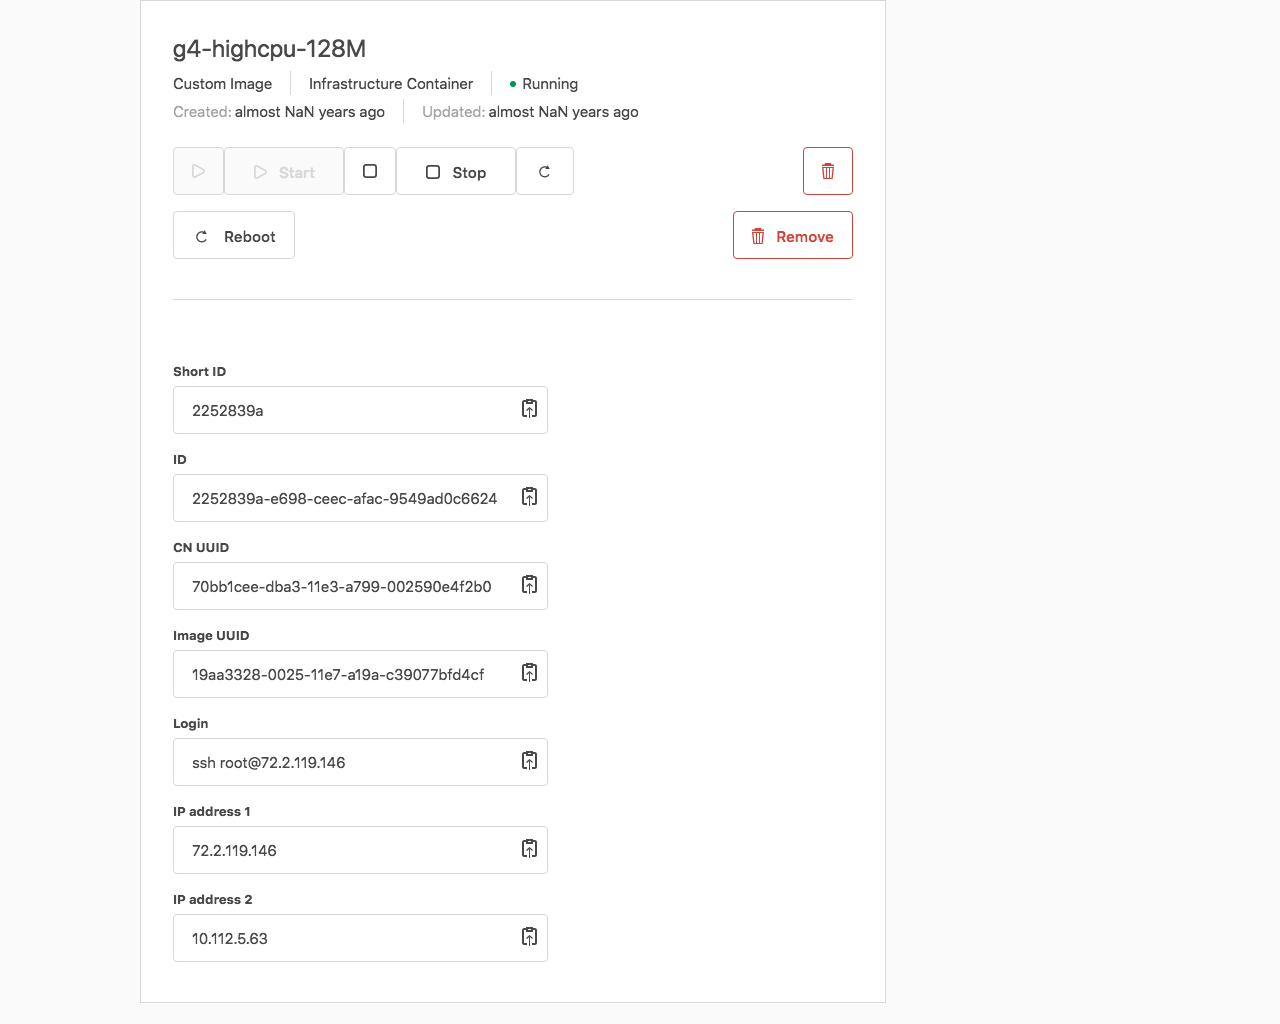 g4-highcpu-128M
Custom Image Infrastructure Container Running
Created: almost NaN years ago Updated: almost NaN years ago
Start Stop
Reboot Remove
Short ID
2252839a
ID
2252839a-e698-ceec-afac-9549ad0c6624
CN UUID
70bb1cee-dba3-11e3-a799-002590e4f2b0
Image UUID
19aa3328-0025-11e7-a19a-c39077bfd4cf
Login
ssh root@72.2.119.146
IP address 1
72.2.119.146
IP address 2
10.112.5.63